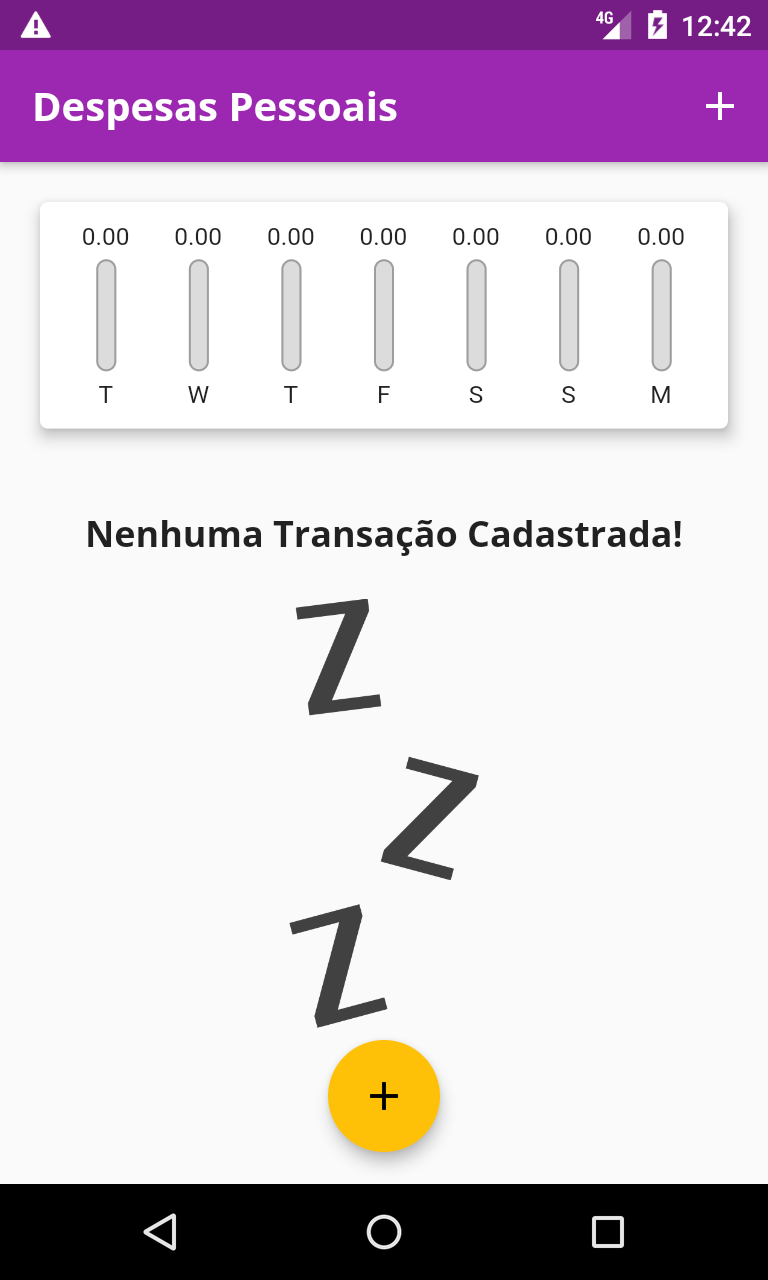 4G 12:42
Despesas Pessoais +
0.00 0.00 0.00 0.00 0.00 0.00 0.00
T W T F S S M
Nenhuma Transação Cadastrada!
Z
Z
Z
+